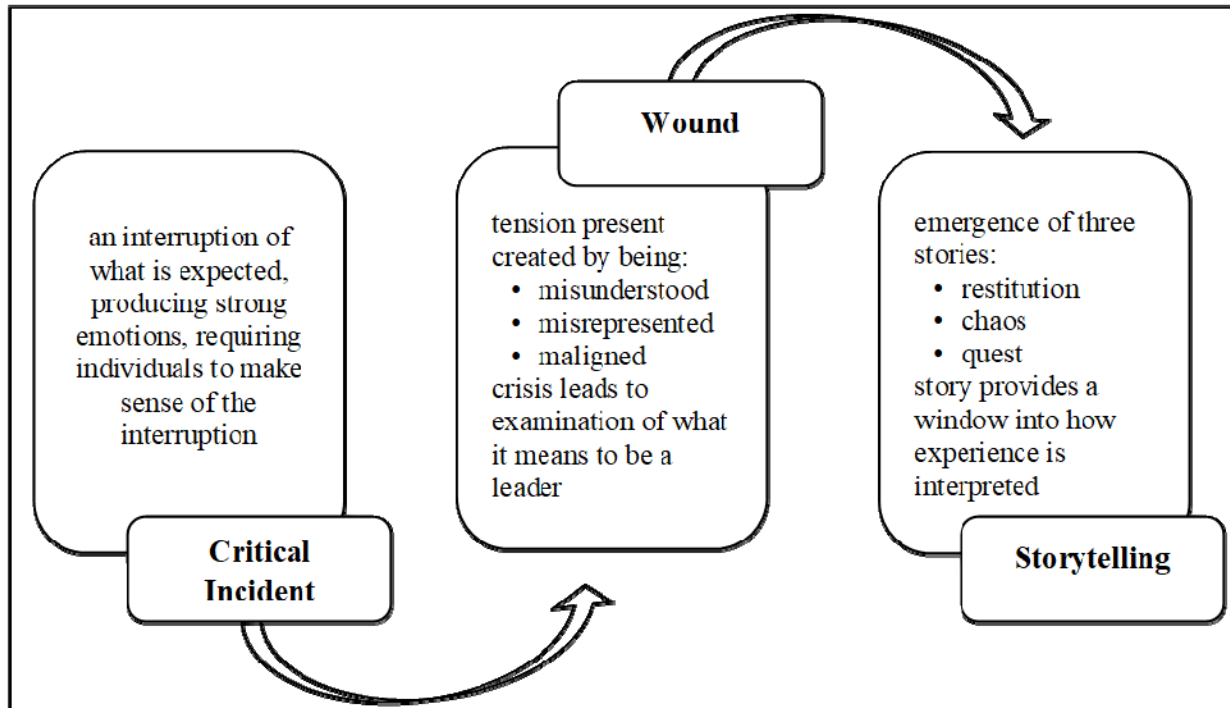 an interruption of
what is expected,
producing strong
emotions, requiring
individuals to make
sense of the
interruption
Critical
Incident
Wound
tension present
created by being:
• misunderstood
• misrepresented
• maligned
crisis leads to
examination of what
it means to be a
leader
emergence of three
stories:
• restitution
• chaos
• quest
story provides a
window into how
experience is
interpreted
Storytelling